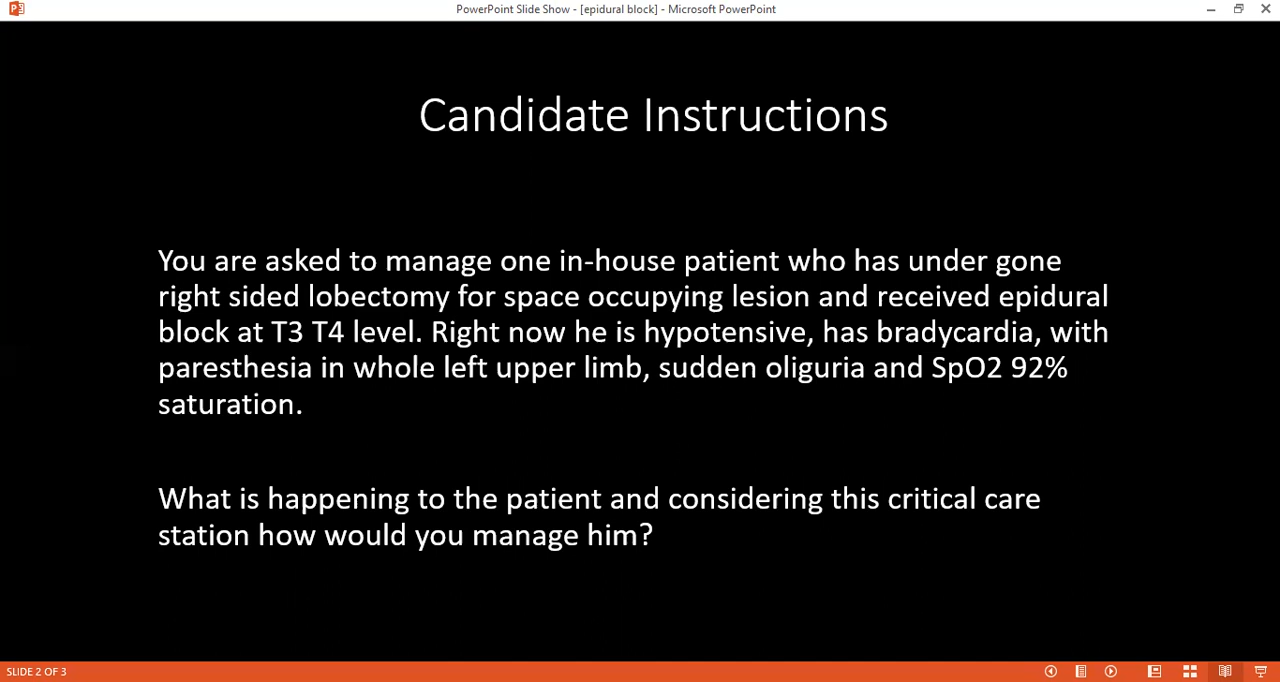 PowerPoint Slide Show - [epidural block] - Microsoft PowerPoint
Candidate Instructions
You are asked to manage one in-house patient who has under gone
right sided lobectomy for space occupying lesion and received epidural
block at T3 T4 level. Right now he is hypotensive, has bradycardia, with
paresthesia in whole left upper limb, sudden oliguria and SpO2 92%
saturation.
What is happening to the patient and considering this critical care
station how would you manage him?
SLIDE 2 OF 3